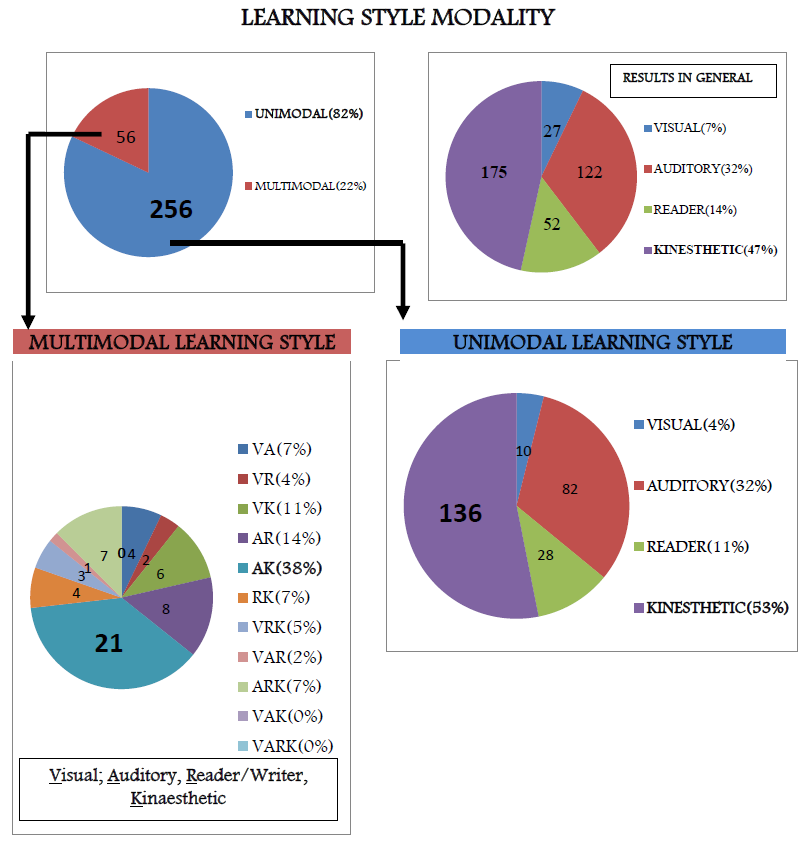 LEARNING STYLE MODALITY
56
256
UNIMODAL(82%)
MULTIMODAL(22%)
RESULTS IN GENERAL
27
122
52
175
VISUAL(7%)
AUDITORY(32%)
READER(14%)
KINESTHETIC(47%)
MULTIMODAL LEARNING STYLE
0
4
2
6
8
21
4
3
1
7
VA(7%)
VR(4%)
VK(11%)
AR(14%)
AK(38%)
RK(7%)
VRK(5%)
VAR(2%)
ARK(7%)
VAK(0%)
VARK(0%)
Visual; Auditory, Reader/Writer,
Kinaesthetic
UNIMODAL LEARNING STYLE
10
82
28
136
VISUAL(4%)
AUDITORY(32%)
READER(11%)
KINESTHETIC(53%)